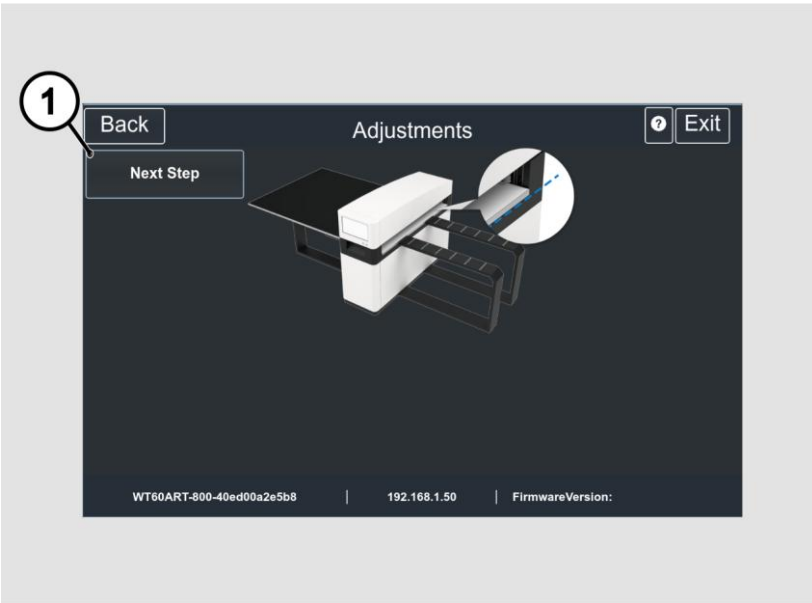 1
Back
Adjustments
? Exit
Next Step
WT60ART-800-40ed00a2e5b8 | 192.168.1.50 | FirmwareVersion: